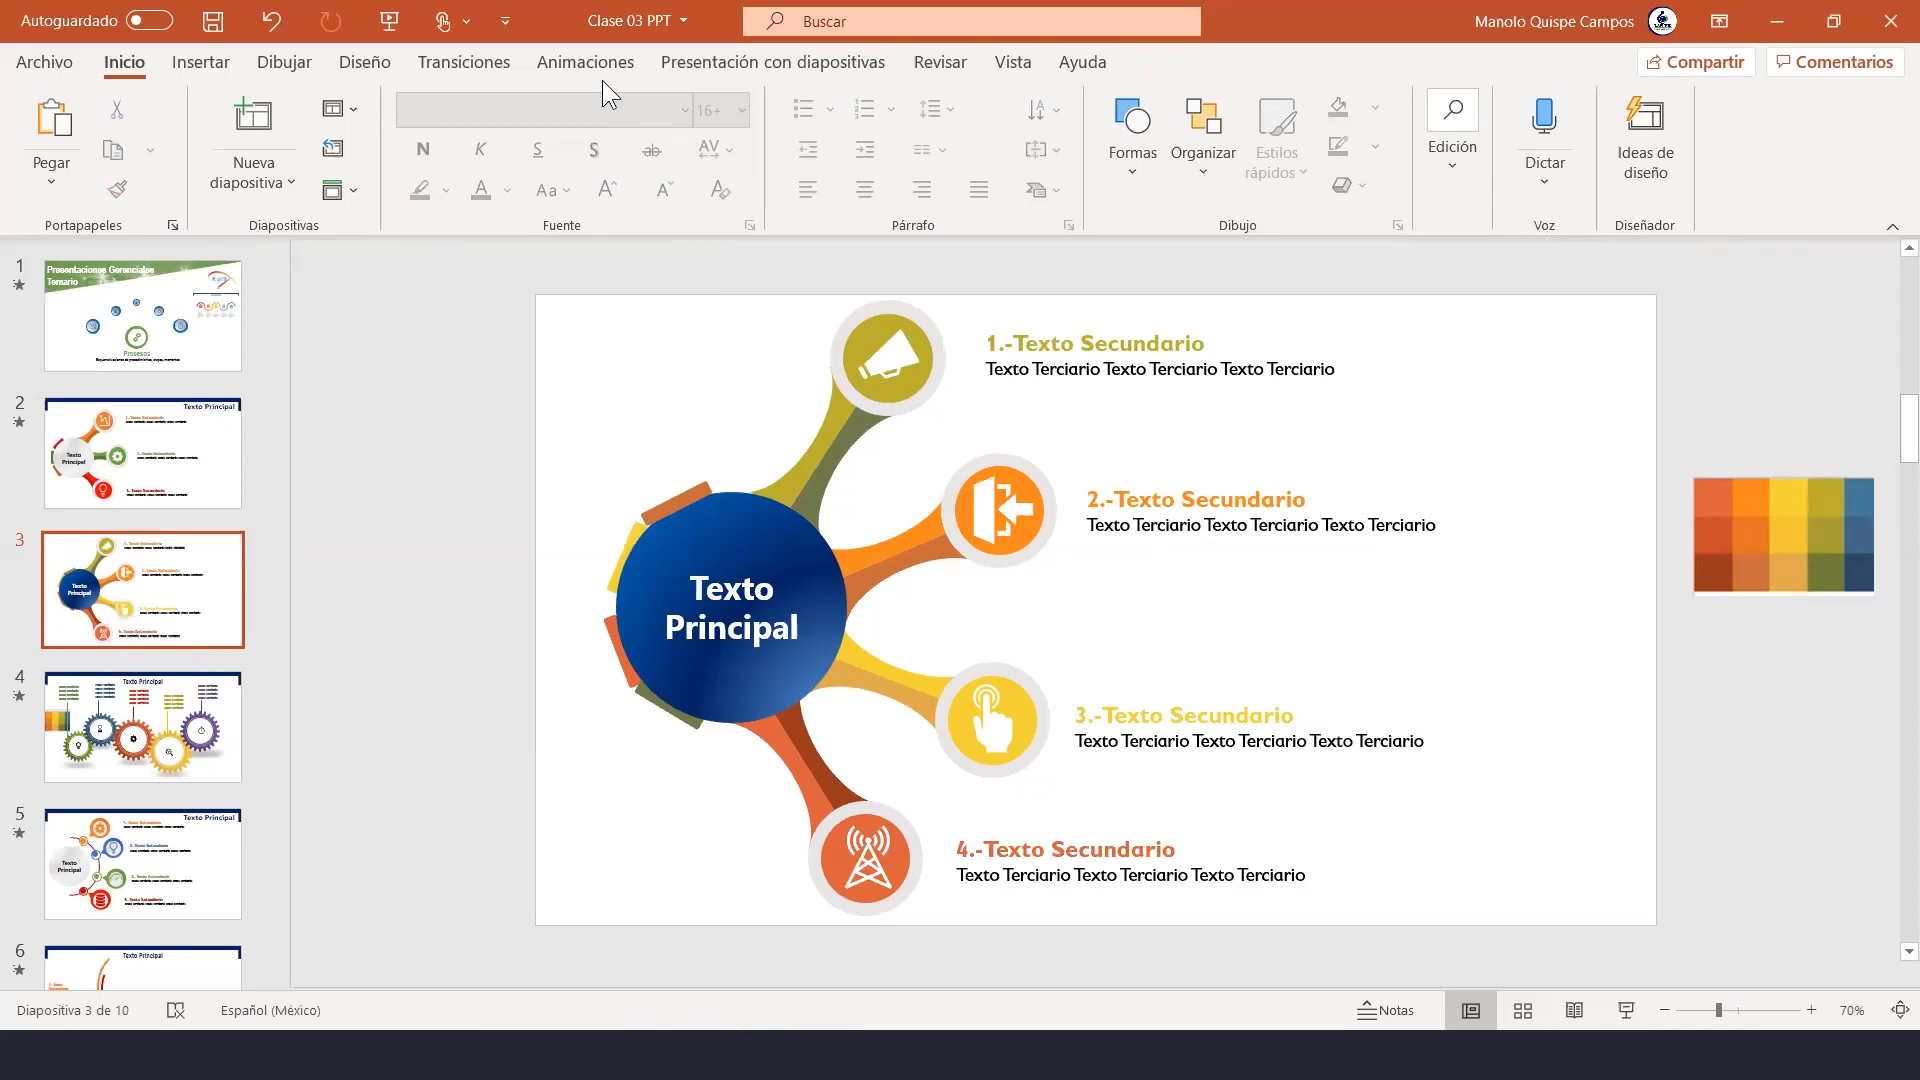 Autoguardado
Clase 03 PPT
Buscar
Manolo Quispe Campos
Archivo
Inicio
Insertar
Dibujar
Diseño
Transiciones
Animaciones
Presentación con diapositivas
Revisar
Vista
Ayuda
Compartir
Comentarios
Pegar
Nueva
diapositiva
16+
N
K
S
S
ab
AV
A
Aa
A
A
A
Formas
Organizar
Estilos
rápidos
Edición
Dictar
Ideas de
diseño
Portapapeles
Diapositivas
Fuente
Párrafo
Dibujo
Voz
Diseñador
1
Presentaciones Gerenciales
Temario
Procesos
2
Texto Principal
Texto
Principal
3
Texto
Principal
4
Texto Principal
5
Texto Principal
Texto
Principal
6
Texto Principal
Texto
Principal
1.-Texto Secundario
Texto Terciario Texto Terciario Texto Terciario
2.-Texto Secundario
Texto Terciario Texto Terciario Texto Terciario
3.-Texto Secundario
Texto Terciario Texto Terciario Texto Terciario
4.-Texto Secundario
Texto Terciario Texto Terciario Texto Terciario
Diapositiva 3 de 10
Español (México)
Notas
70%